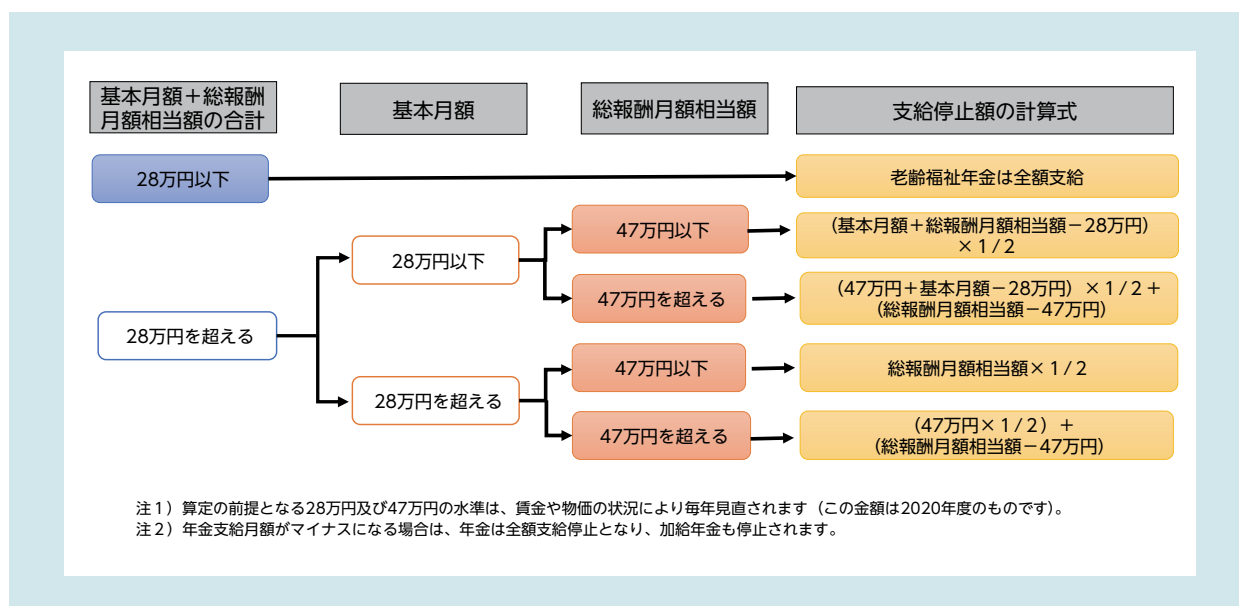 基本月額＋総報酬
月額相当額の合計
基本月額
総報酬月額相当額
支給停止額の計算式
28万円以下
老齢福祉年金は全額支給
28万円を超える
28万円以下
47万円以下
(基本月額＋総報酬月額相当額－28万円)
×１/２
47万円を超える
(47万円＋基本月額－28万円) ×１/２＋
(総報酬月額相当額－47万円)
28万円を超える
47万円以下
総報酬月額相当額×１/２
47万円を超える
(47万円×１/２) ＋
(総報酬月額相当額－47万円)
注１）算定の前提となる28万円及び47万円の水準は、賃金や物価の状況により毎年見直されます（この金額は2020年度のものです）。
注２）年金支給月額がマイナスになる場合は、年金は全額支給停止となり、加給年金も停止されます。